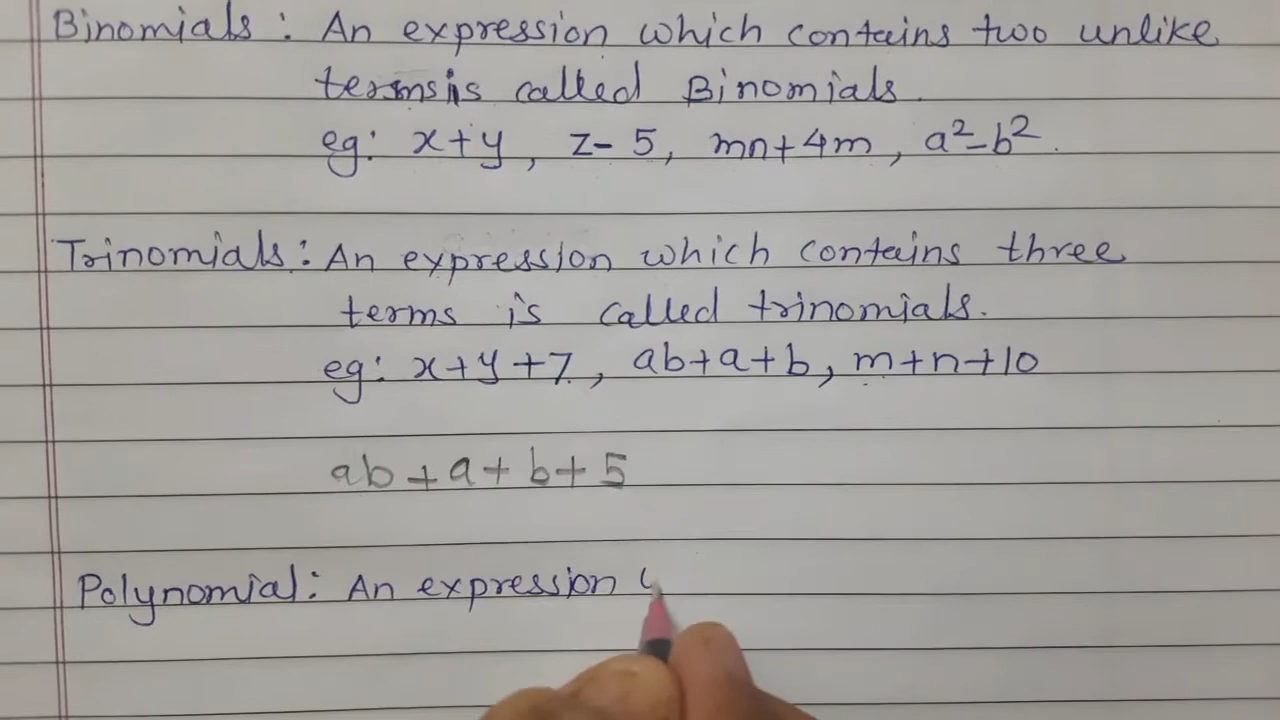 Binomials : An expression which contains two unlike
terms is called Binomials.
eg: x+y, z-5, mn+4m, a²-b².
Trinomials: An expression which contains three
terms is called trinomials.
eg: x+y+7, ab+a+b, m+n+10
ab+a+b+5
Polynomial: An expression